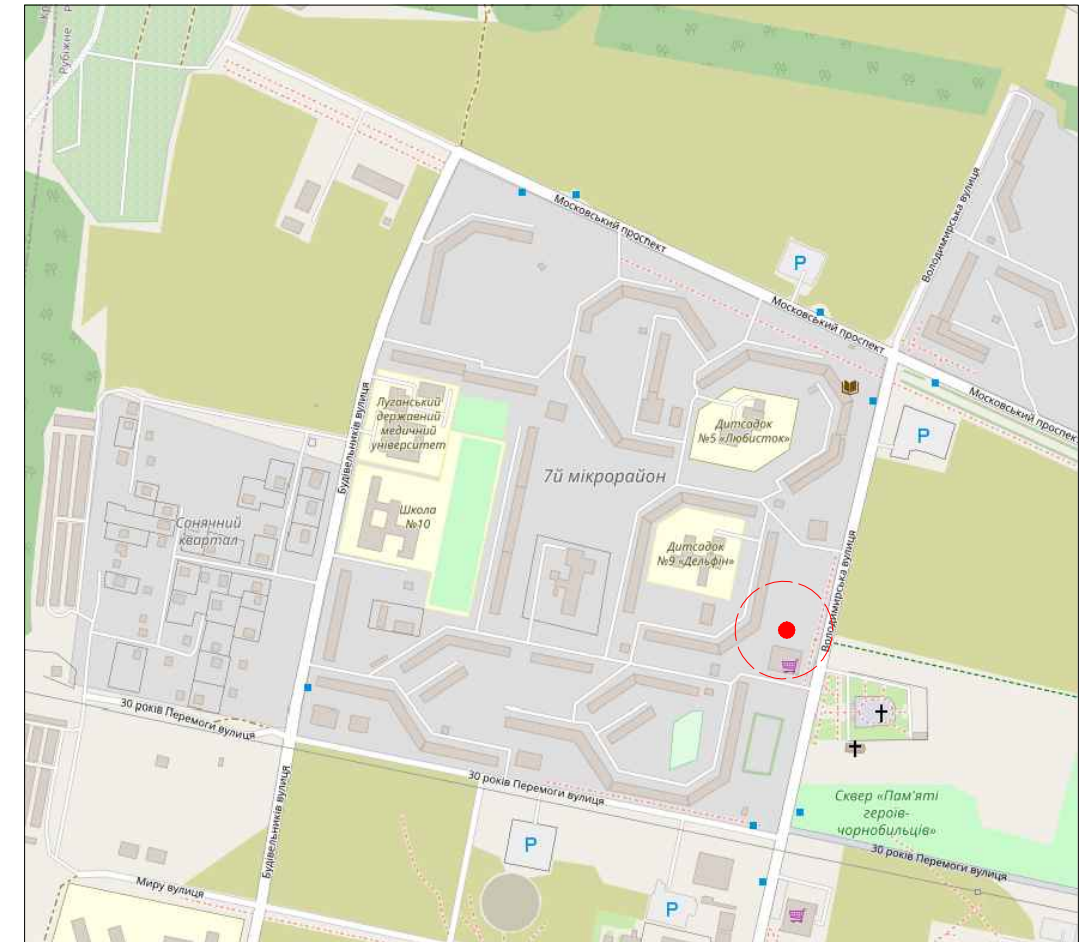 Рубіжне
Московський проспект
Володимирська вулиця
P
Московський проспект
Московський проспект
Будівельників вулиця
Луганський
державний
медичний
університет
Дитсадок
№5 «Любисток»
P
7й мікрорайон
Школа
№10
Сонячний
квартал
Дитсадок
№9 «Дельфін»
Володимирська вулиця
30 років Перемоги вулиця
30 років Перемоги вулиця
Будівельників вулиця
Сквер «Пам'яті
героїв-
чорнобильців»
P
30 років Перемоги вулиця
Миру вулиця
P